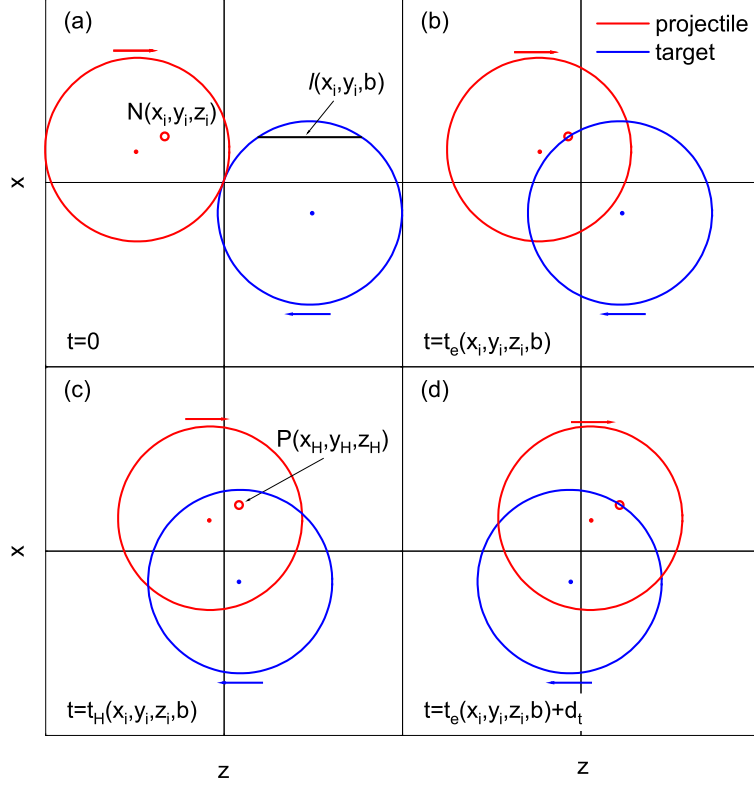 (a)
N(xi,yi,zi)
l(xi,yi,b)
t=0
(b)
projectile
target
t=te(xi,yi,zi,b)
(c)
P(xH,yH,zH)
t=tH(xi,yi,zi,b)
(d)
t=te(xi,yi,zi,b)+dt
x
x
z
z